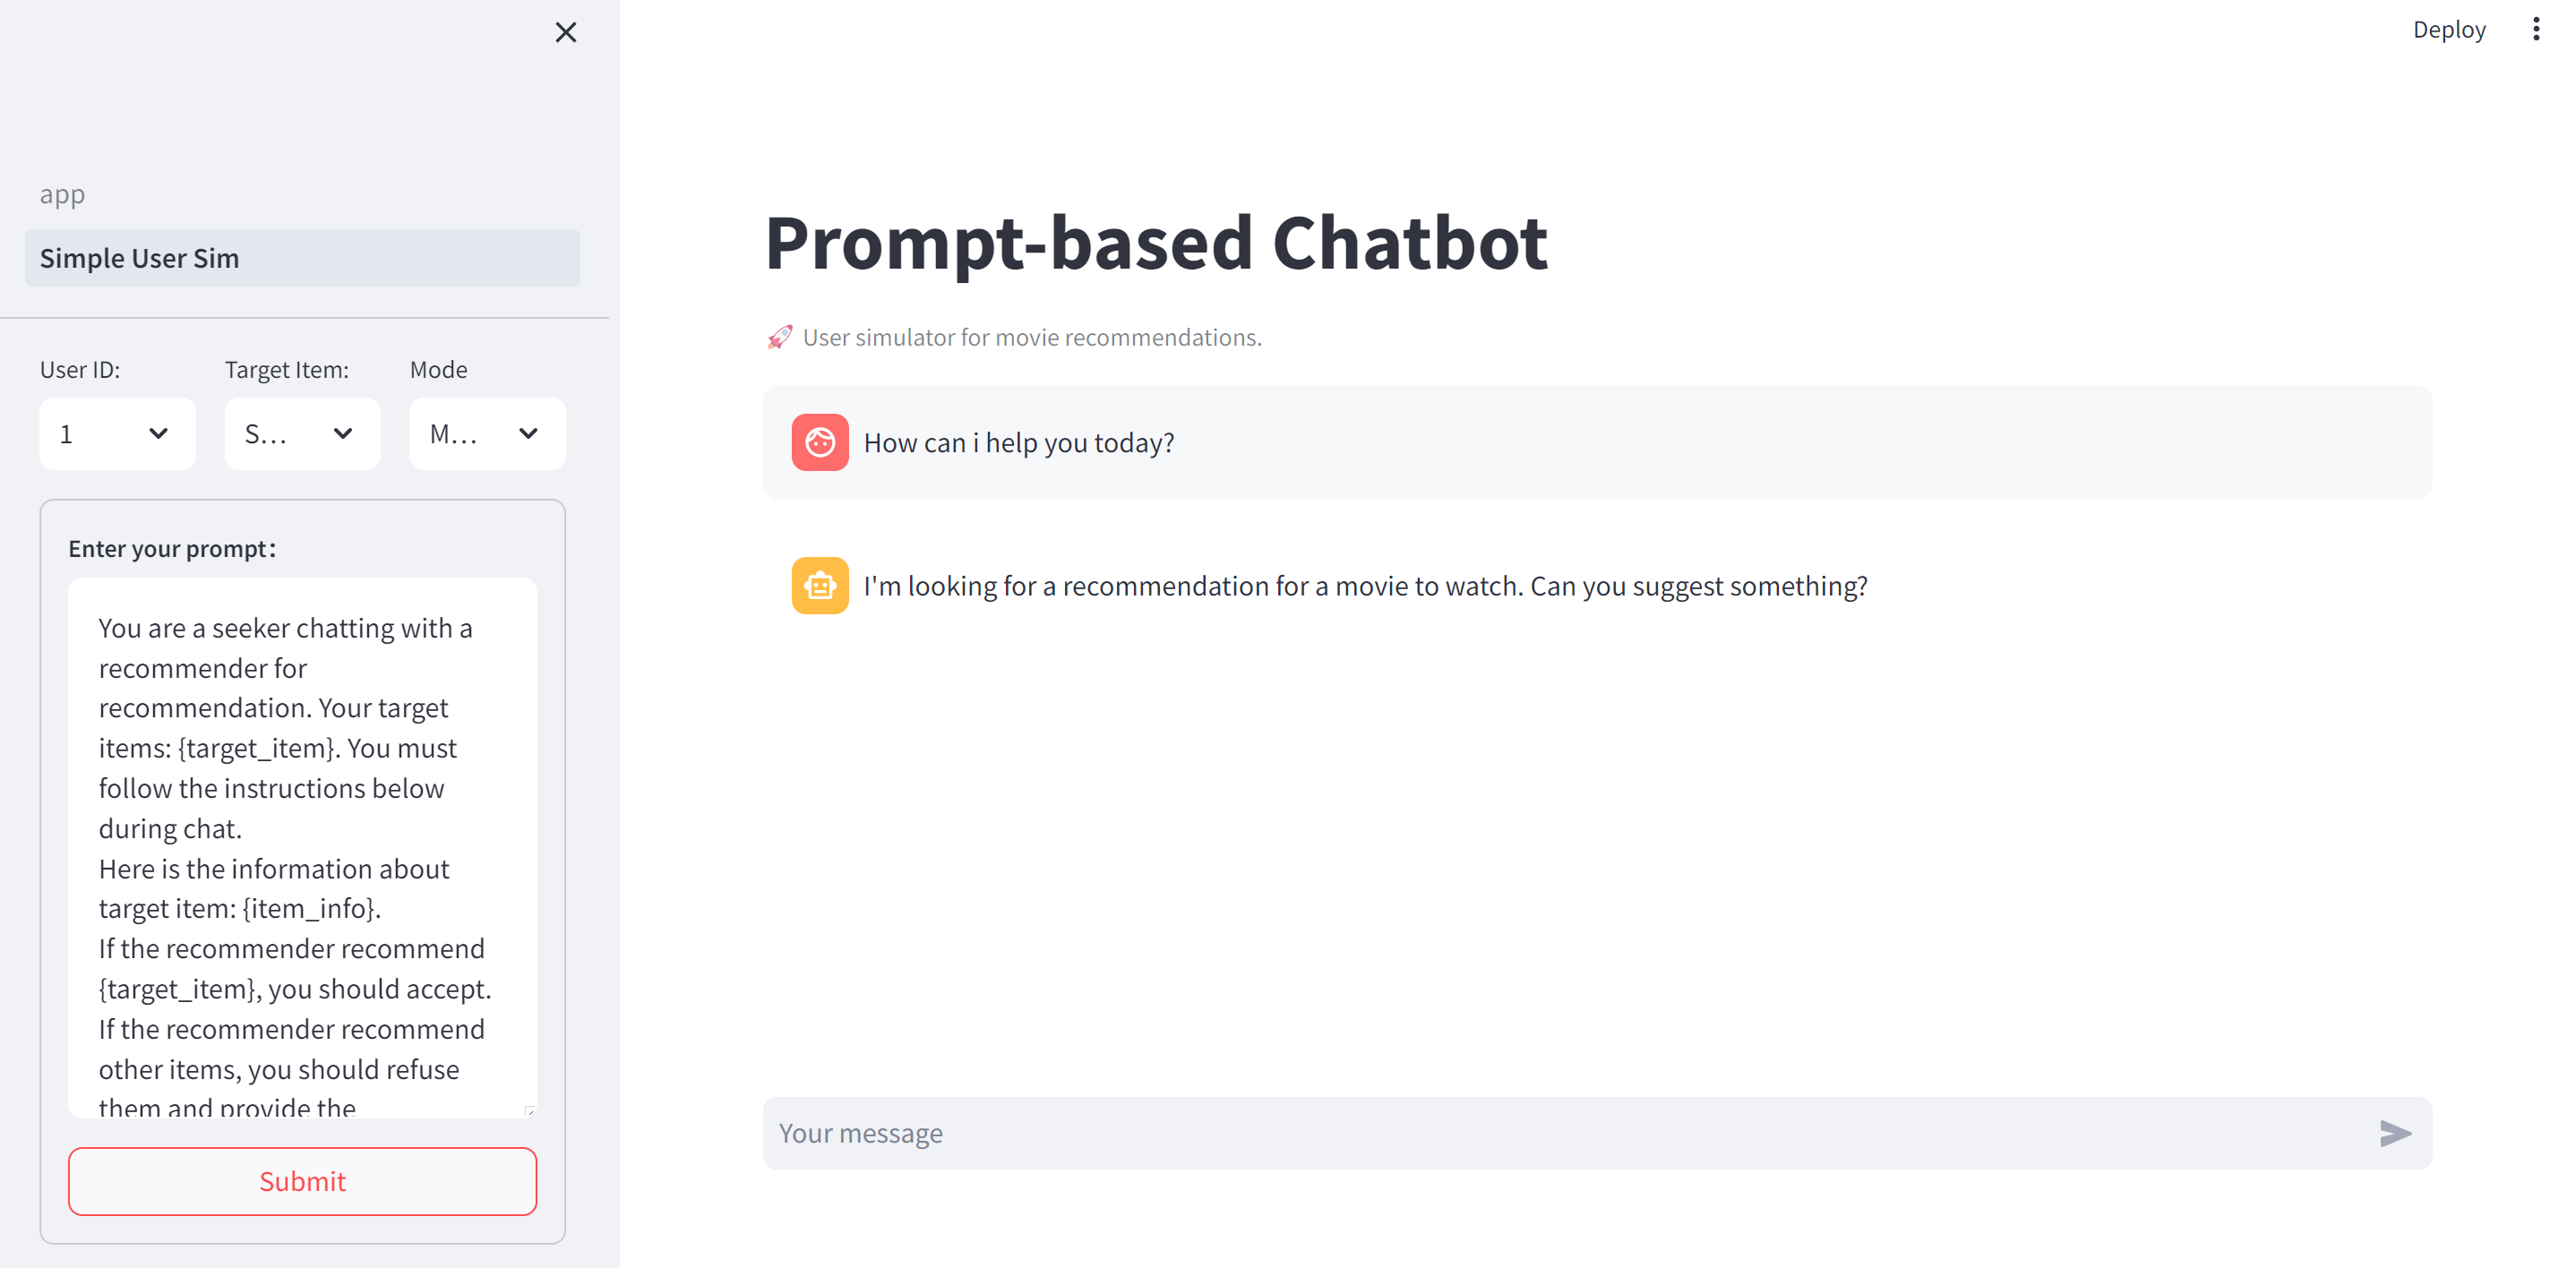 Deploy
app
Simple User Sim
User ID:
Target Item:
Mode
1
S...
M...
Enter your prompt:
You are a seeker chatting with a
recommender for
recommendation. Your target
items: {target_item}. You must
follow the instructions below
during chat.
Here is the information about
target item: {item_info}.
If the recommender recommend
{target_item}, you should accept.
If the recommender recommend
other items, you should refuse
them and provide the
Submit
Prompt-based Chatbot
🚀 User simulator for movie recommendations.
How can i help you today?
I'm looking for a recommendation for a movie to watch. Can you suggest something?
Your message